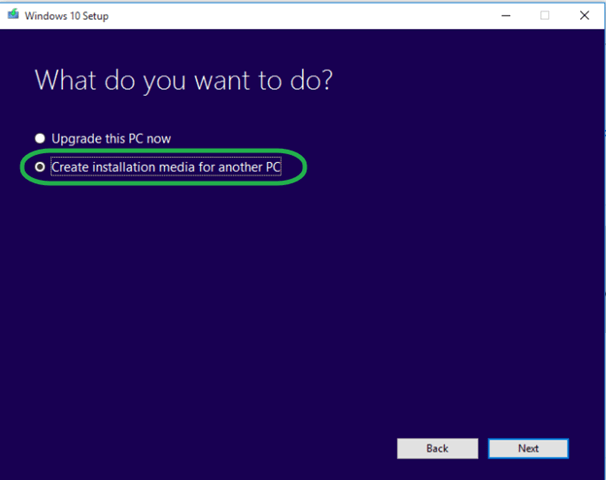 Windows 10 Setup
What do you want to do?
Upgrade this PC now
Create installation media for another PC
Back
Next